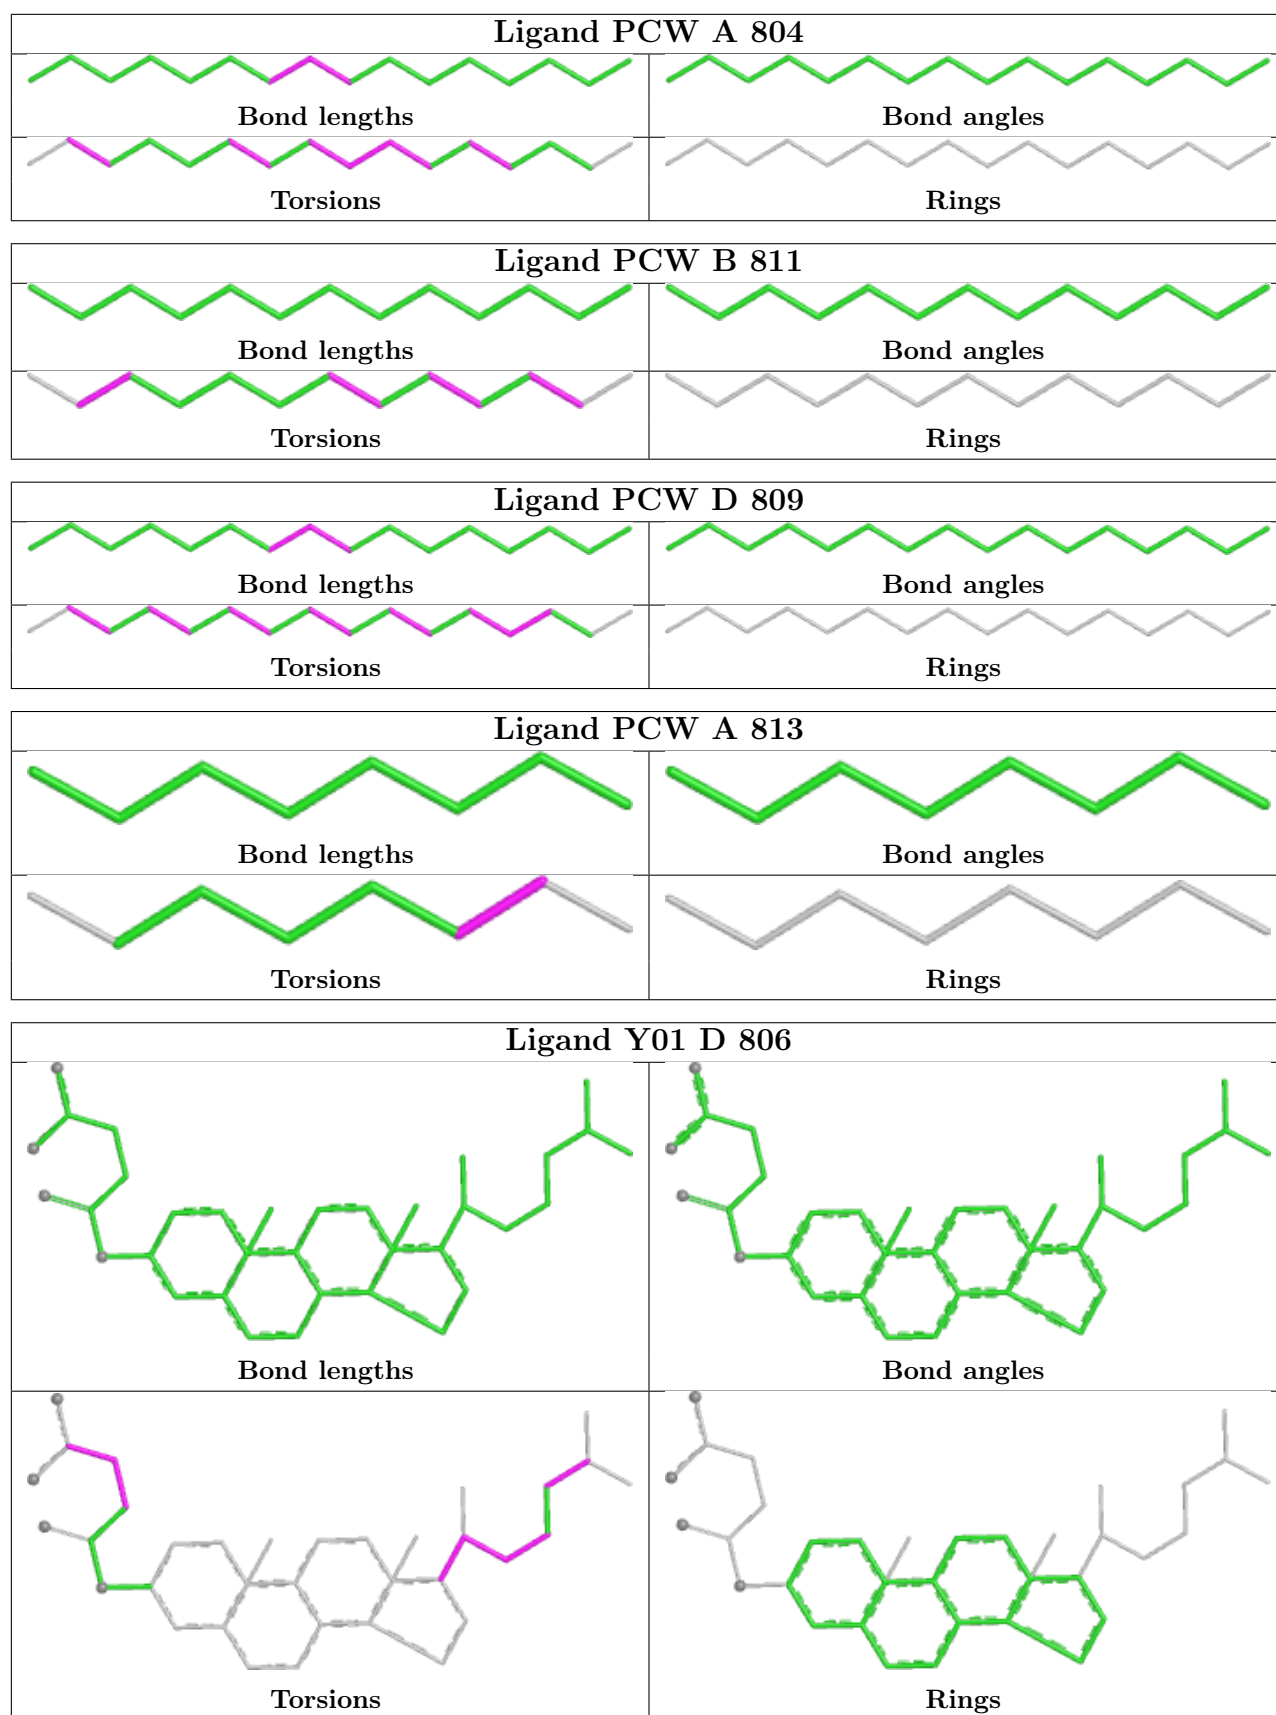 Ligand PCW A 804
Bond lengths
Bond angles
Torsions
Rings
Ligand PCW B 811
Bond lengths
Bond angles
Torsions
Rings
Ligand PCW D 809
Bond lengths
Bond angles
Torsions
Rings
Ligand PCW A 813
Bond lengths
Bond angles
Torsions
Rings
Ligand Y01 D 806
Bond lengths
Bond angles
Torsions
Rings